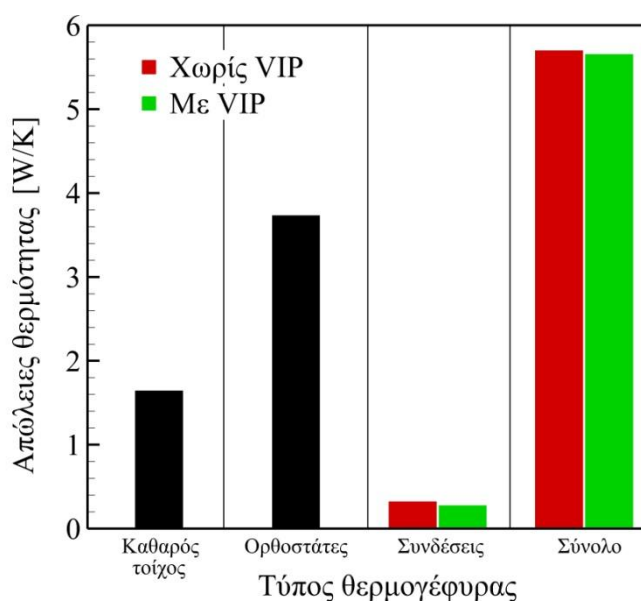 Χωρίς VIP
Με VIP
Απώλειες θερμότητας [W/K]
6
5
4
3
2
1
0
Καθαρός
τοίχος
Ορθοστάτες
Συνδέσεις
Σύνολο
Τύπος θερμογέφυρας